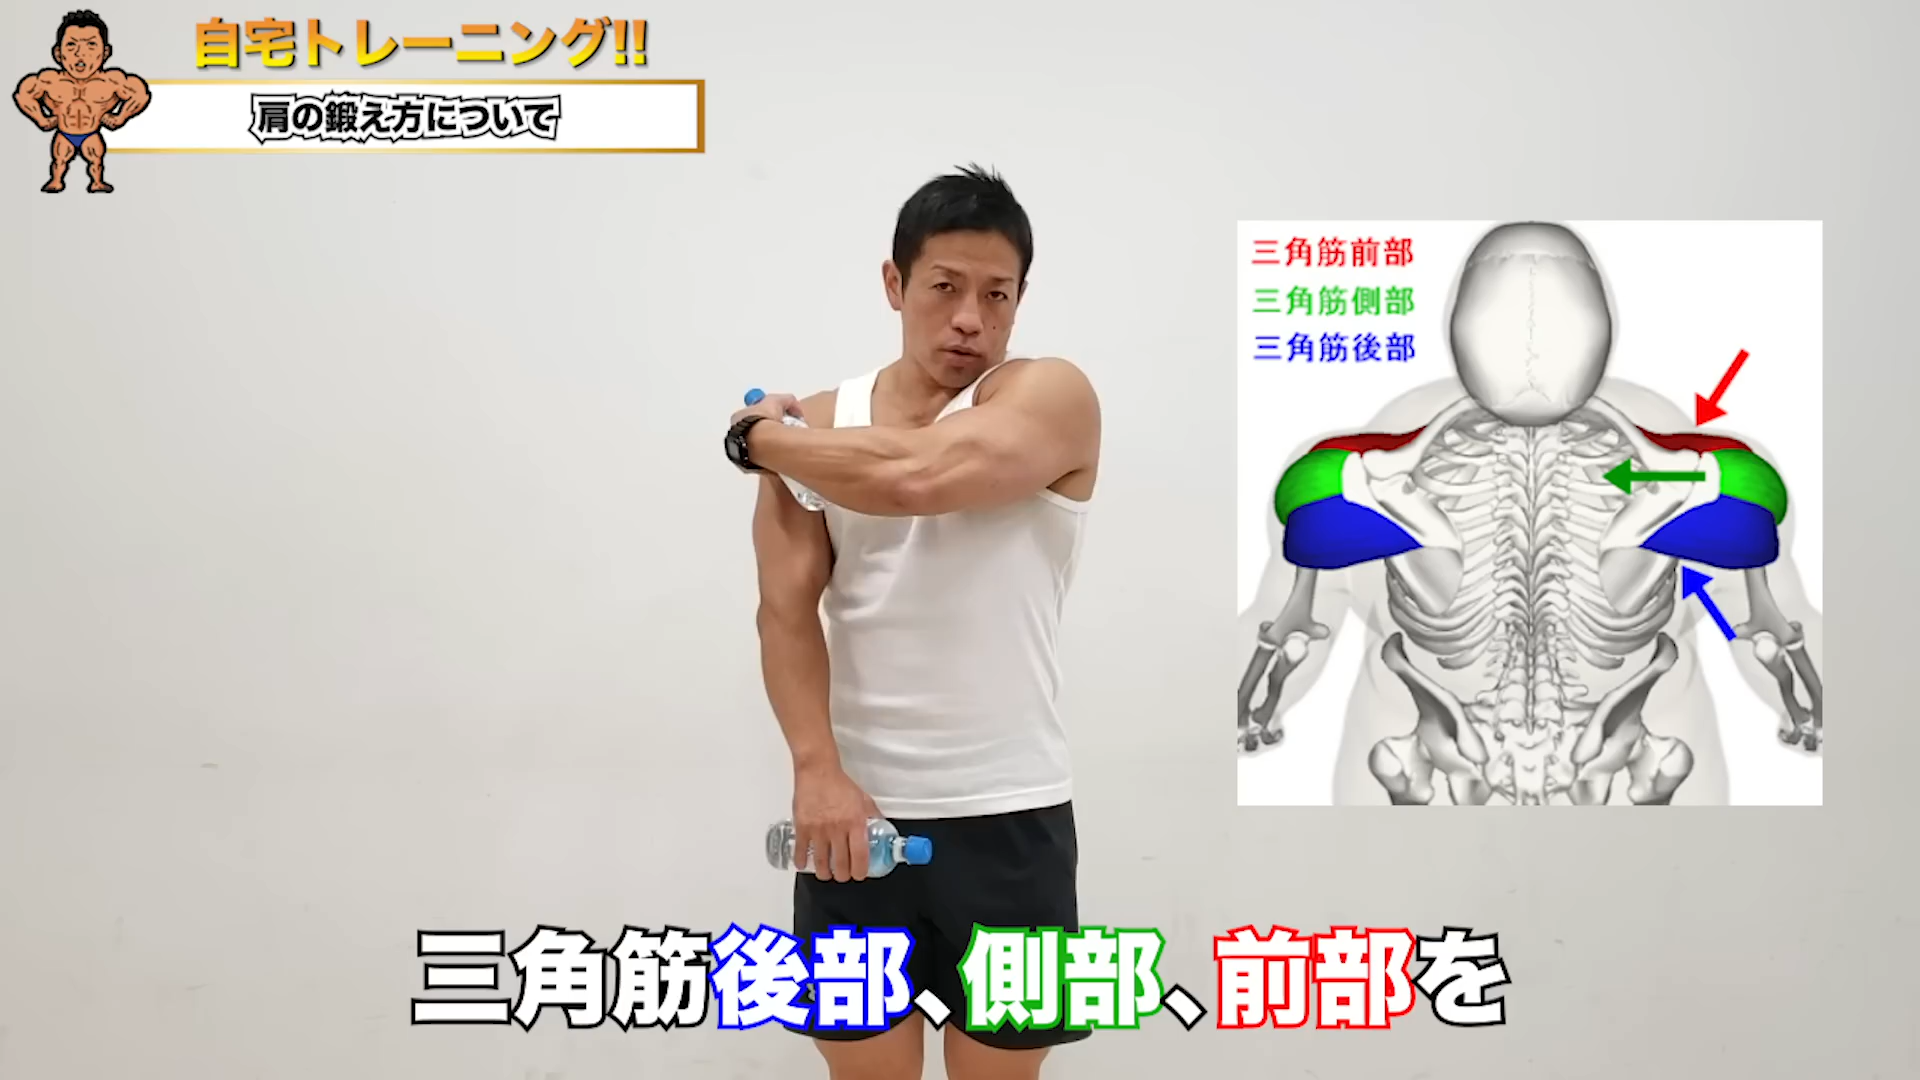 自宅トレーニング!!
肩の鍛え方について
三角筋前部
三角筋側部
三角筋後部
三角筋後部、側部、前部を